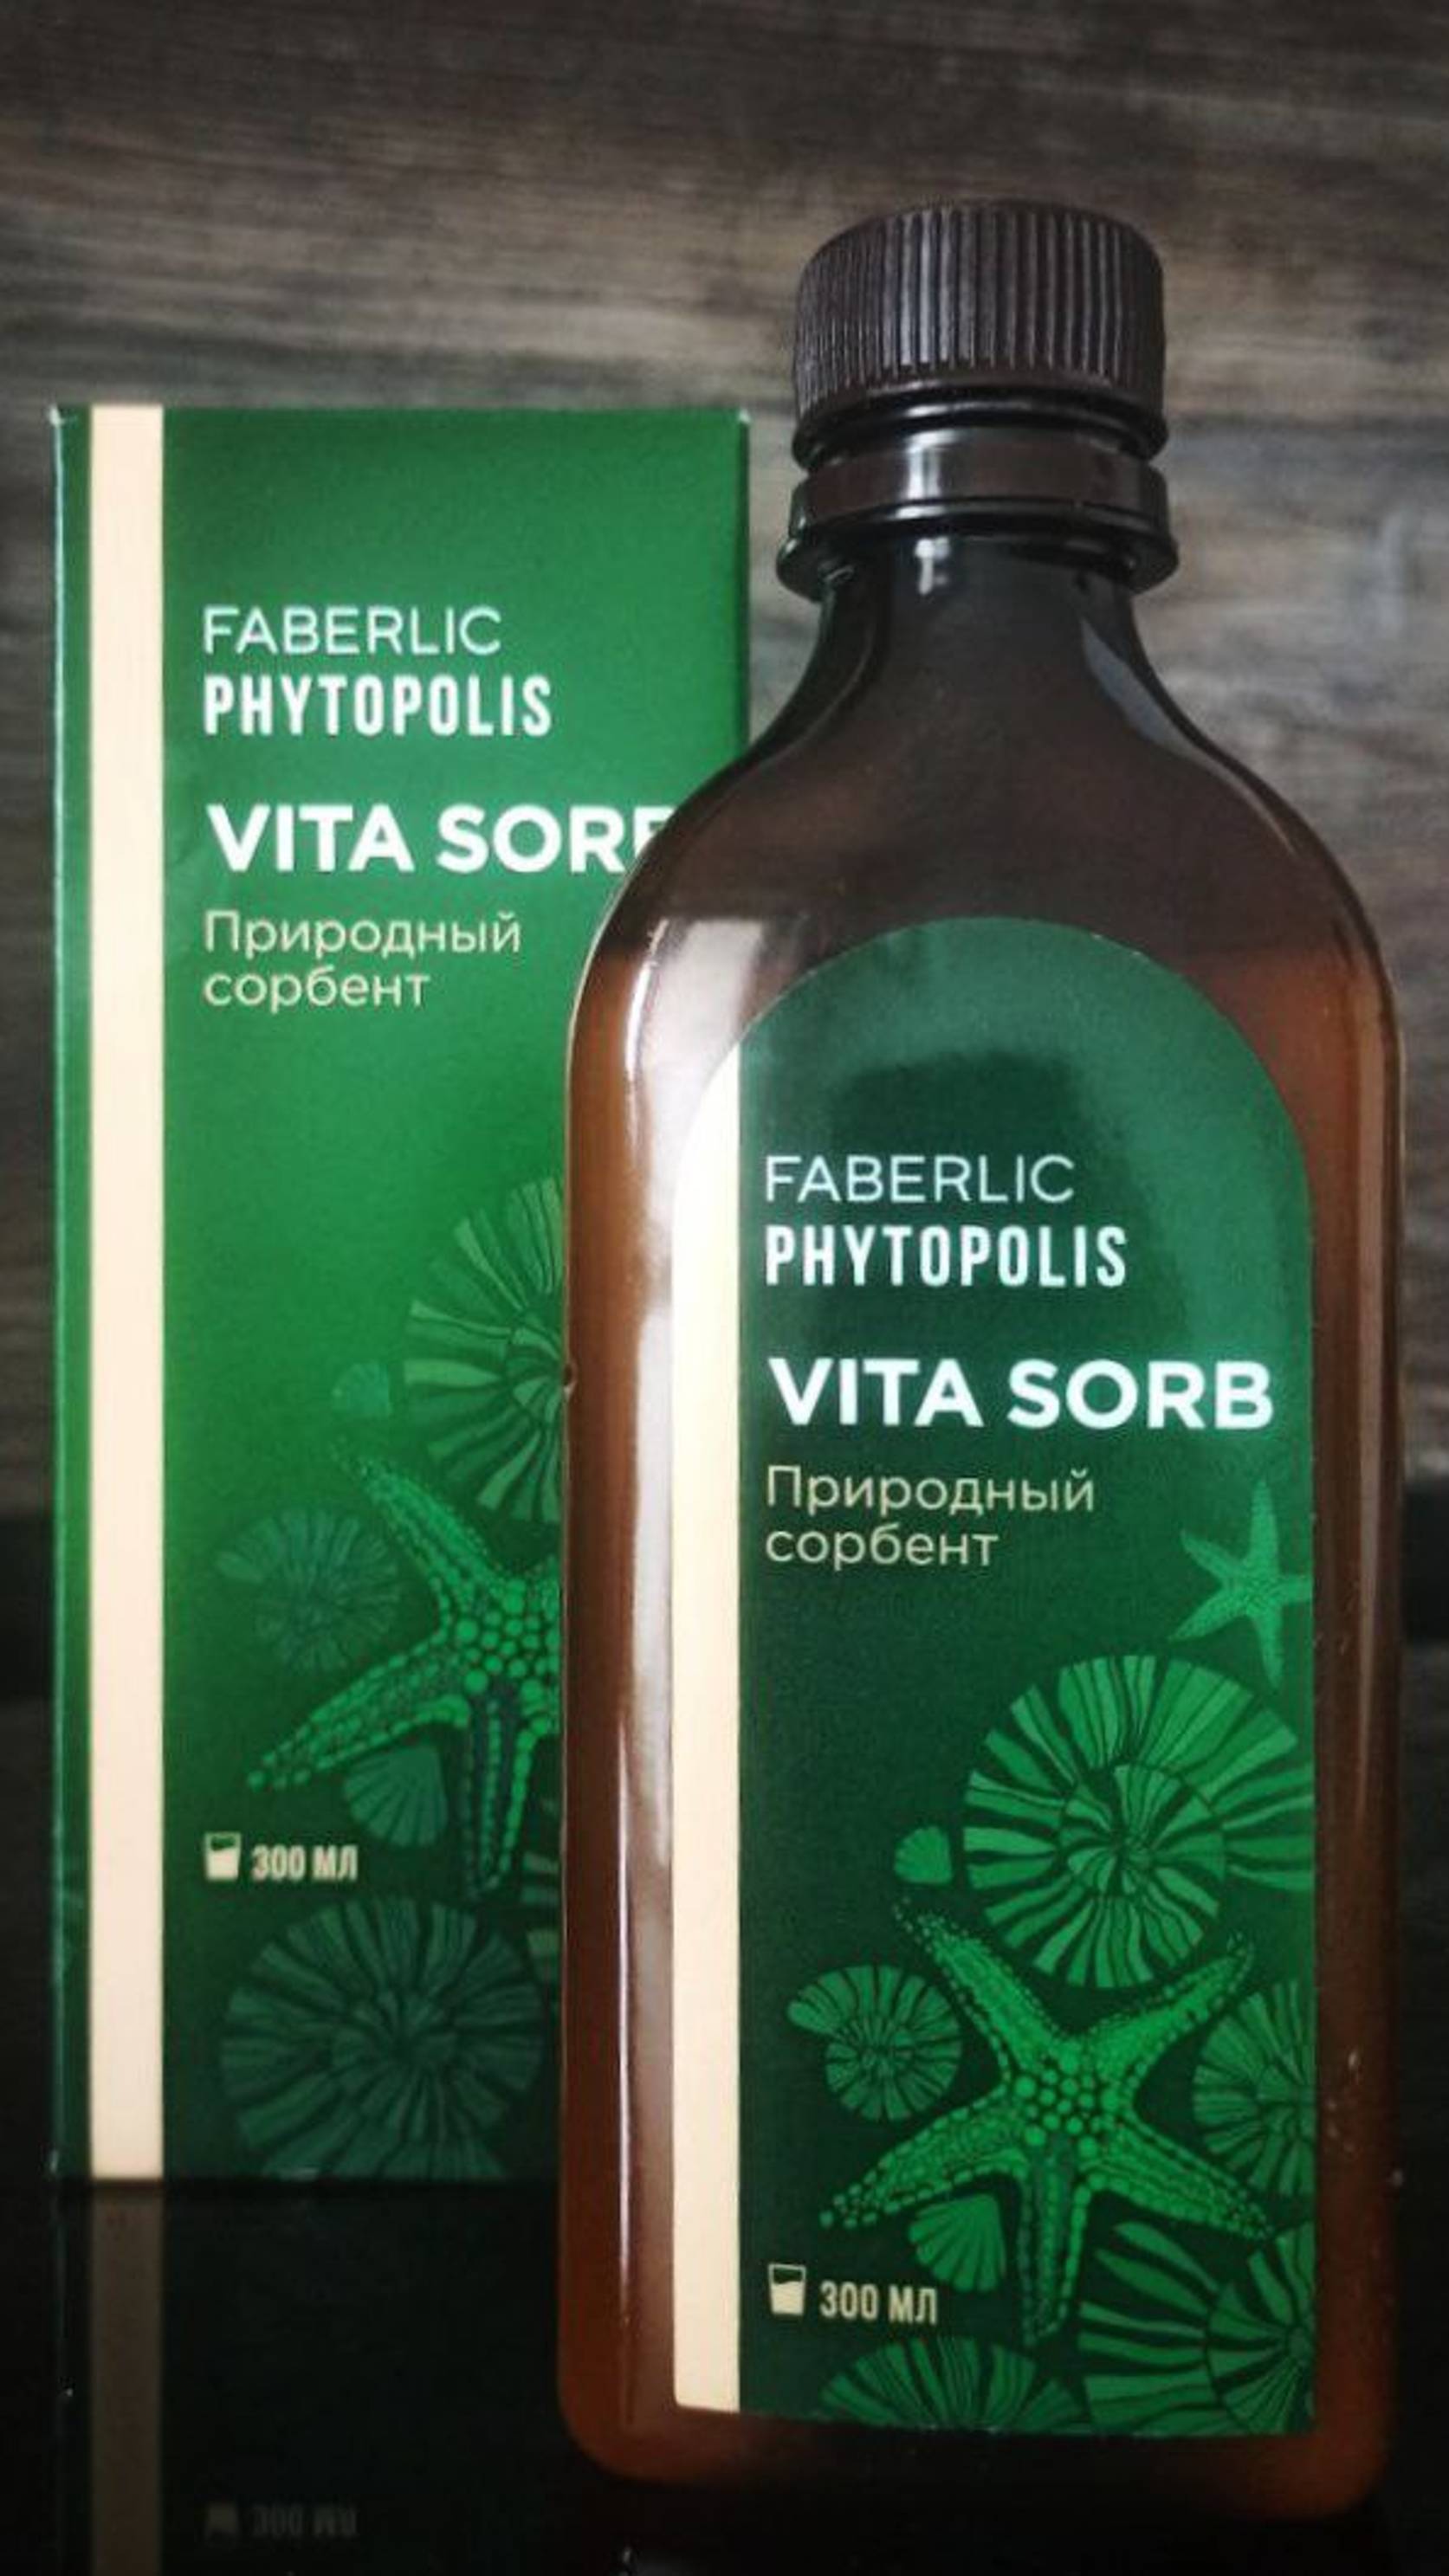 FABERLIC
PHYTOPOLIS
VITA SORB
Природный
сорбент
300 МЛ
FABERLIC
PHYTOPOLIS
VITA SORB
Природный
сорбент
300 МЛ